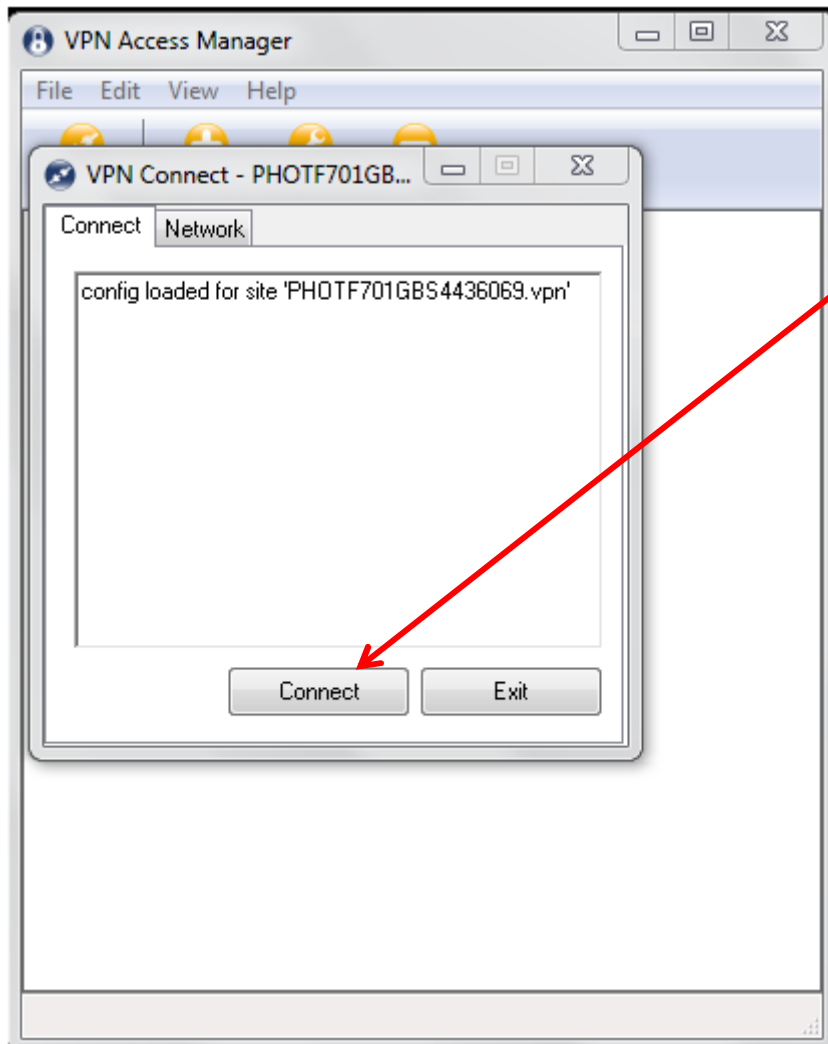 VPN Access Manager
File Edit View Help
VPN Connect - PHOTF701GB...
Connect Network
config loaded for site 'PHOTF701GBS4436069.vpn'
Connect Exit